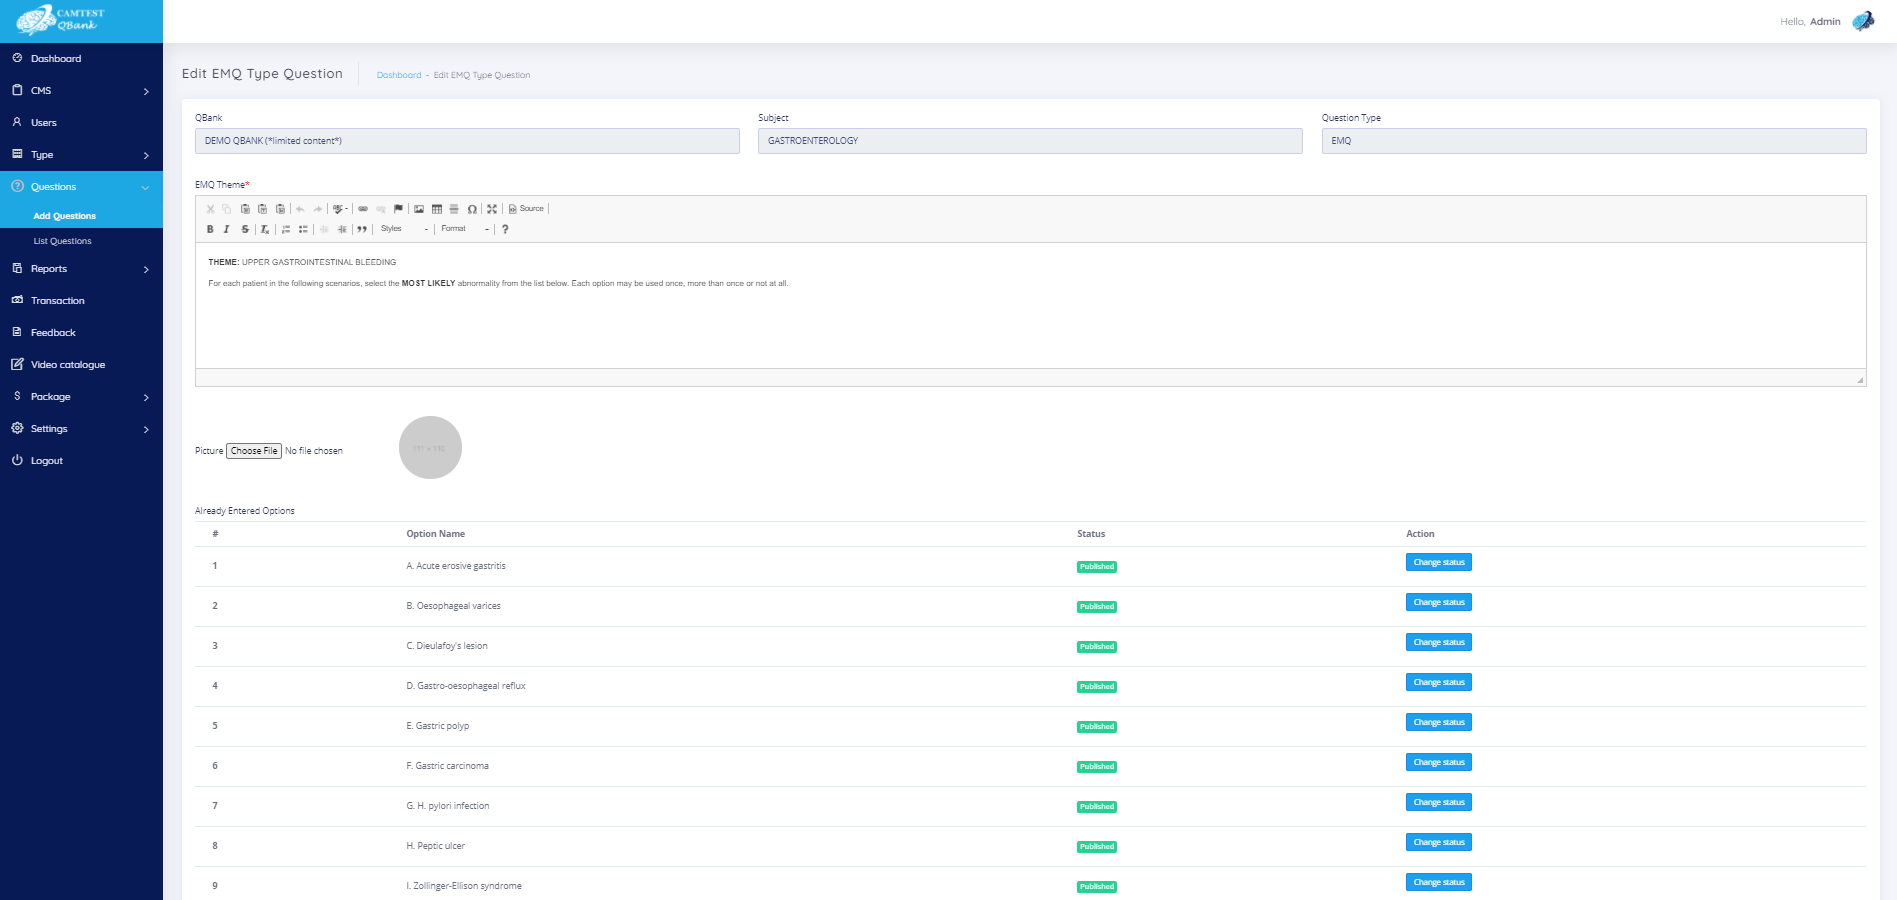 CAMTEST
QBank
Hello, Admin
Dashboard
CMS
Users
Type
Questions
Add Questions
List Questions
Reports
Transaction
Feedback
Video catalogue
Package
Settings
Logout
Edit EMQ Type Question
Dashboard - Edit EMQ Type Question
QBank
Subject
Question Type
DEMO QBANK (*limited content*)
GASTROENTEROLOGY
EMQ
EMQ Theme*
Source
B I S Tx Styles Format ?
THEME: UPPER GASTROINTESTINAL BLEEDING
For each patient in the following scenarios, select the MOST LIKELY abnormality from the list below. Each option may be used once, more than once or not at all.
Picture Choose File No file chosen
Already Entered Options
# Option Name Status Action
1 A. Acute erosive gastritis Published Change status
2 B. Oesophageal varices Published Change status
3 C. Dieulafoy's lesion Published Change status
4 D. Gastro-oesophageal reflux Published Change status
5 E. Gastric polyp Published Change status
6 F. Gastric carcinoma Published Change status
7 G. H. pylori infection Published Change status
8 H. Peptic ulcer Published Change status
9 I. Zollinger-Ellison syndrome Published Change status